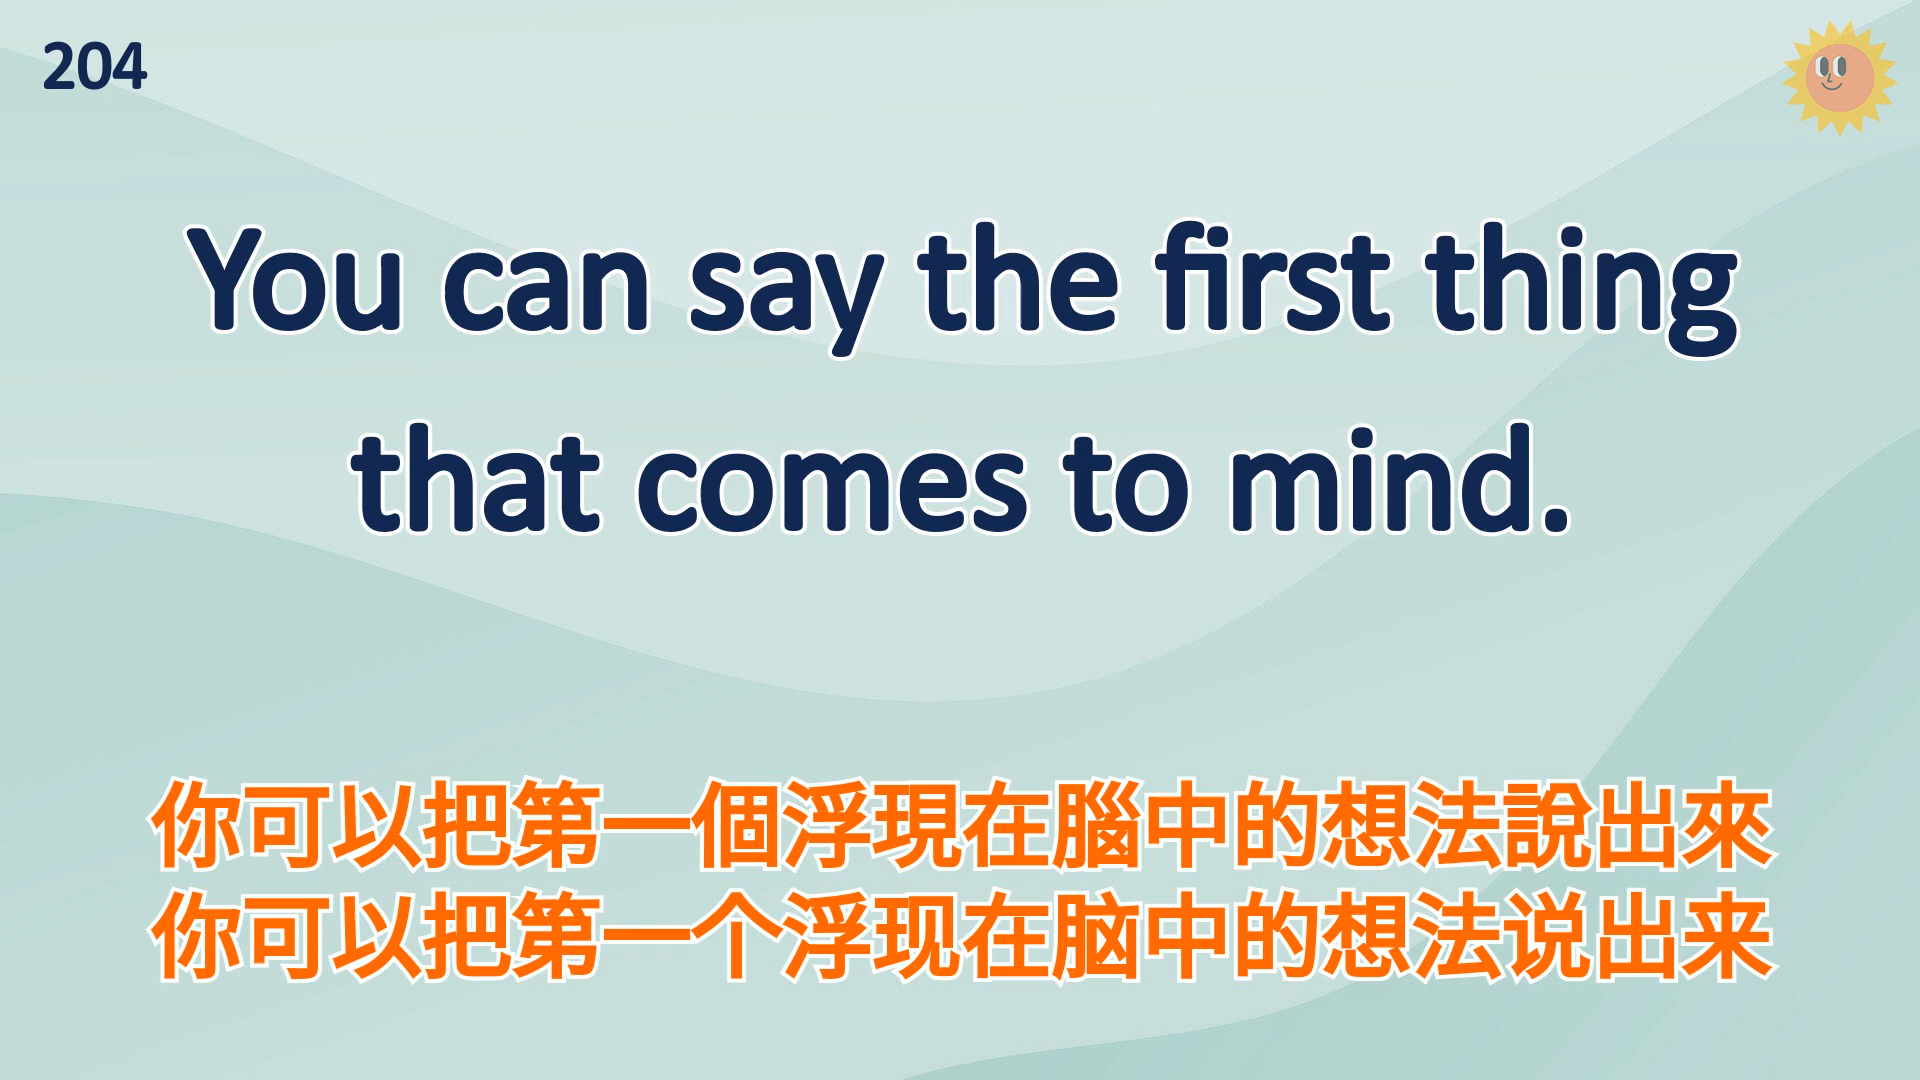 204
You can say the first thing
that comes to mind.
你可以把第一個浮現在腦中的想法說出來
你可以把第一个浮现在脑中的想法说出来